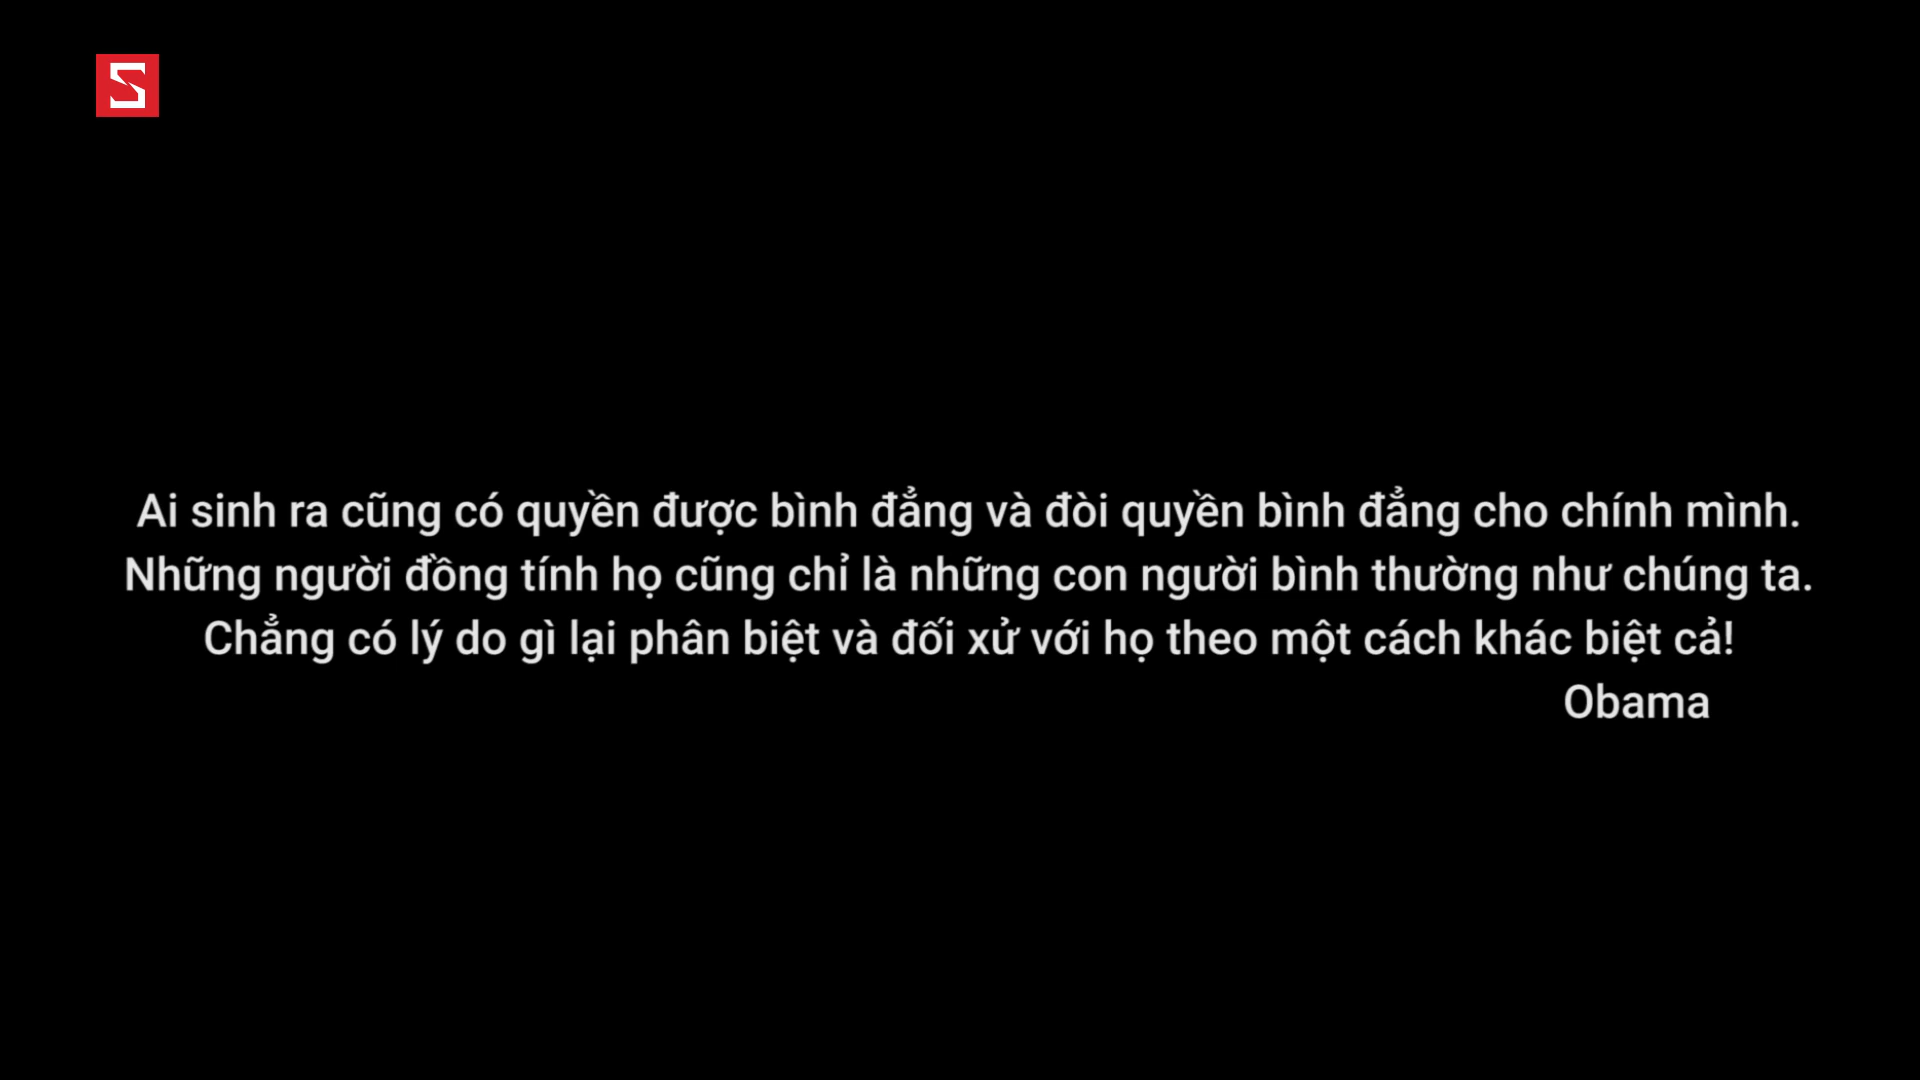 S
Ai sinh ra cũng có quyền được bình đẳng và đòi quyền bình đẳng cho chính mình.
Những người đồng tính họ cũng chỉ là những con người bình thường như chúng ta.
Chẳng có lý do gì lại phân biệt và đối xử với họ theo một cách khác biệt cả!
Obama